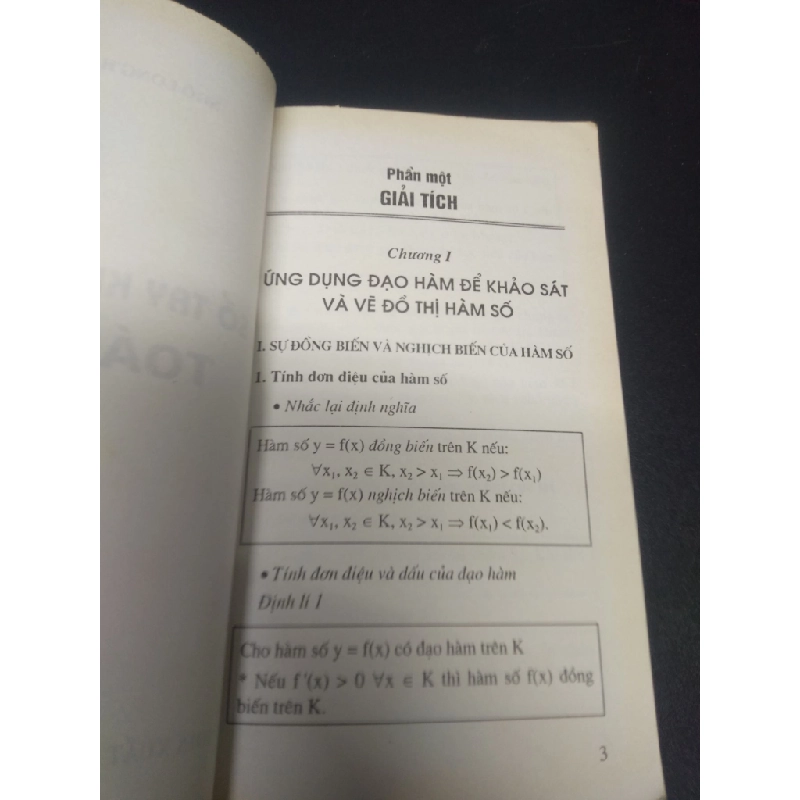 Phần một
GIẢI TÍCH
Chương I
ỨNG DỤNG ĐẠO HÀM ĐỂ KHẢO SÁT
VÀ VẼ ĐỒ THỊ HÀM SỐ
I. SỰ ĐỒNG BIẾN VÀ NGHỊCH BIẾN CỦA HÀM SỐ
1. Tính đơn điệu của hàm số
• Nhắc lại định nghĩa
Hàm số y = f(x) đồng biến trên K nếu:
∀x₁, x₂ ∈ K, x₂ > x₁ ⇒ f(x₂) > f(x₁)
Hàm số y = f(x) nghịch biến trên K nếu:
∀x₁, x₂ ∈ K, x₂ > x₁ ⇒ f(x₁) < f(x₂).
• Tính đơn điệu và dấu của đạo hàm
Định lí 1
Cho hàm số y = f(x) có đạo hàm trên K
* Nếu f'(x) > 0 ∀x ∈ K thì hàm số f(x) đồng
biến trên K.
3